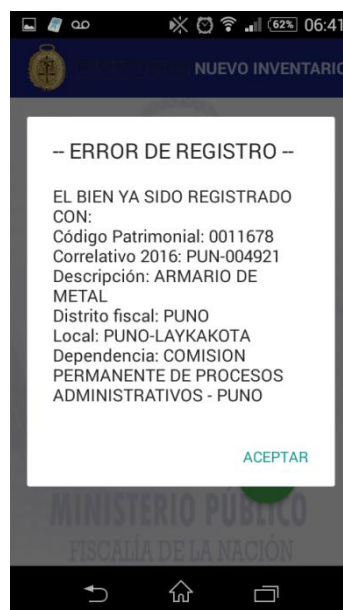 62% 06:41
NUEVO INVENTARIO
-- ERROR DE REGISTRO --
EL BIEN YA SIDO REGISTRADO
CON:
Código Patrimonial: 0011678
Correlativo 2016: PUN-004921
Descripción: ARMARIO DE
METAL
Distrito fiscal: PUNO
Local: PUNO-LAYKAKOTA
Dependencia: COMISION
PERMANENTE DE PROCESOS
ADMINISTRATIVOS - PUNO
ACEPTAR
MINISTERIO PÚBLICO
FISCALÍA DE LA NACIÓN